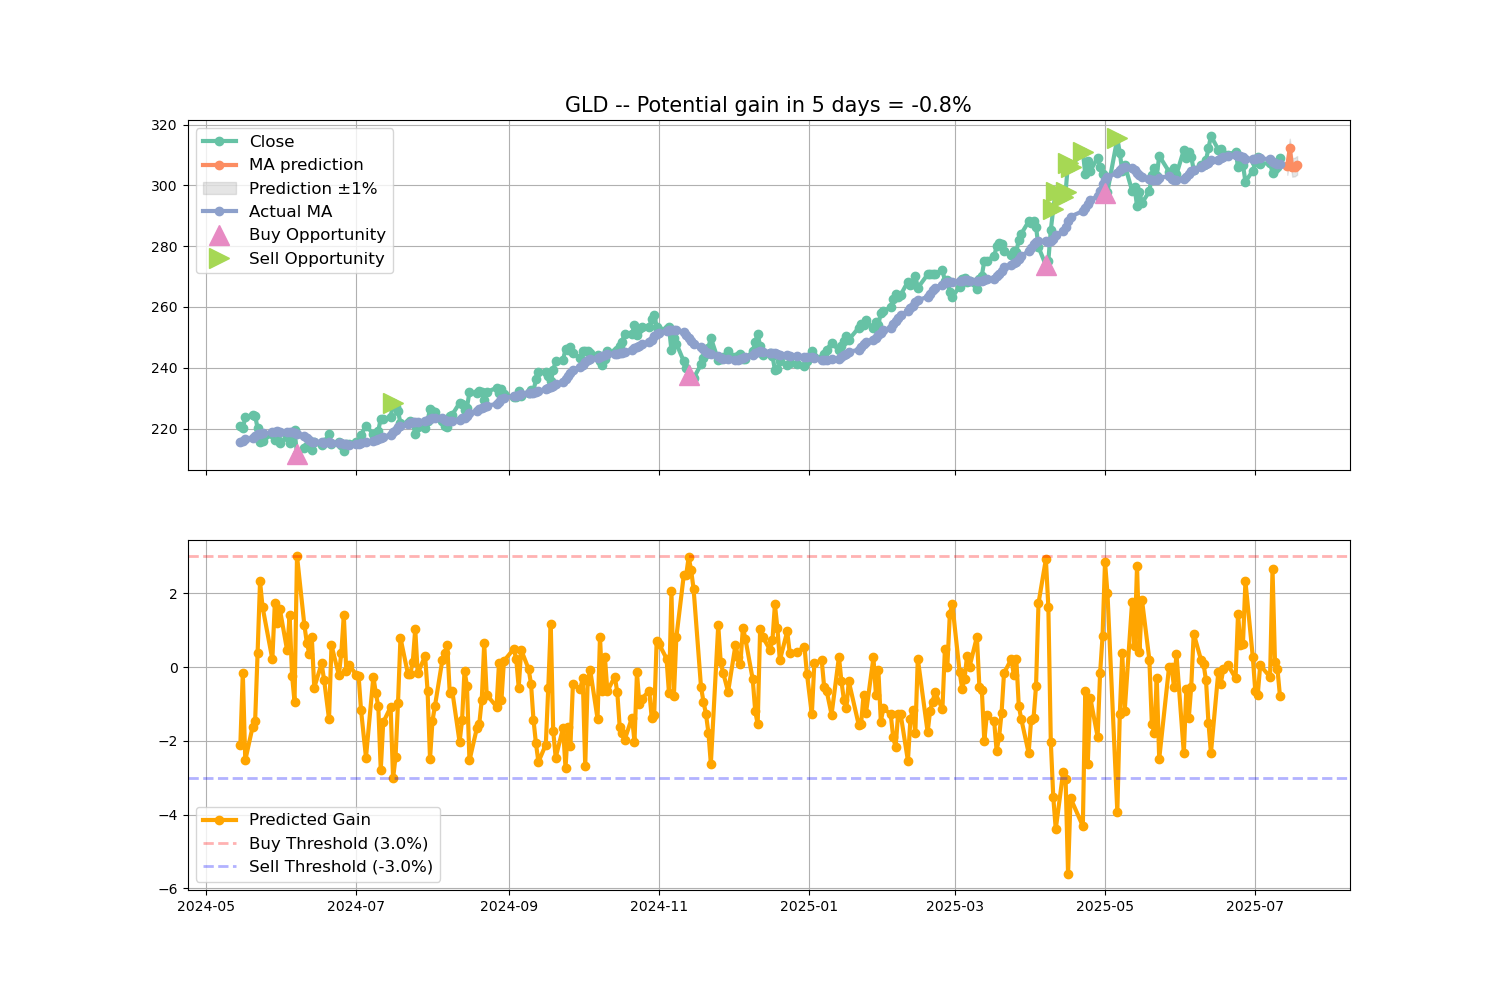 GLD -- Potential gain in 5 days = -0.8%
320
300
280
260
240
220
Close
MA prediction
Prediction ±1%
Actual MA
Buy Opportunity
Sell Opportunity
2
0
−2
−4
−6
Predicted Gain
Buy Threshold (3.0%)
Sell Threshold (-3.0%)
2024-05
2024-07
2024-09
2024-11
2025-01
2025-03
2025-05
2025-07